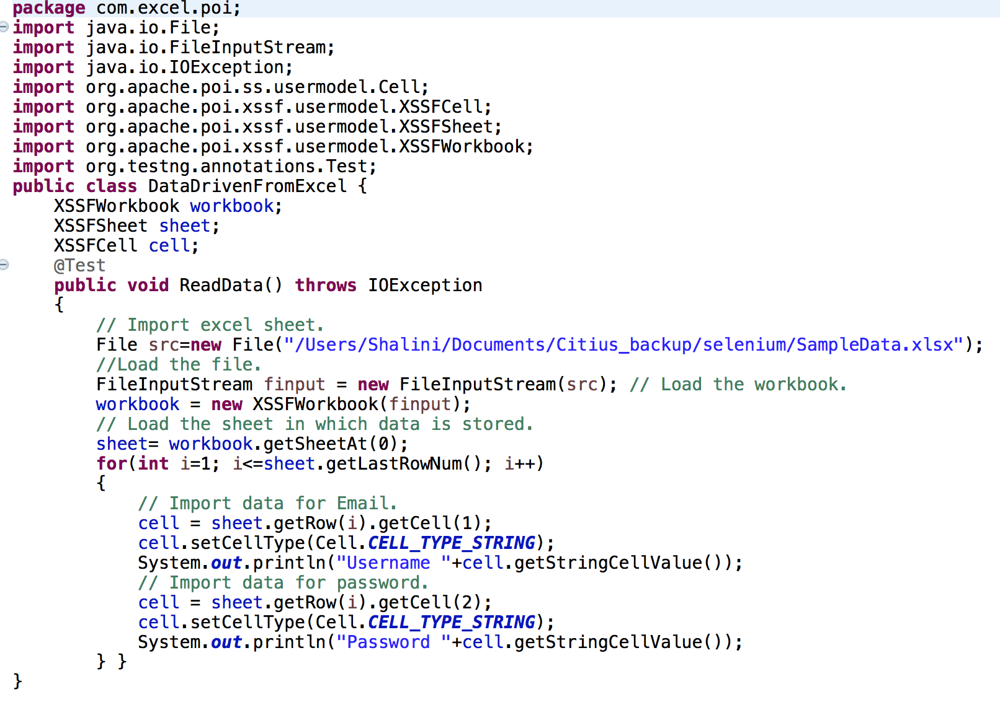 package com.excel.poi;
import java.io.File;
import java.io.FileInputStream;
import java.io.IOException;
import org.apache.poi.ss.usermodel.Cell;
import org.apache.poi.xssf.usermodel.XSSFCell;
import org.apache.poi.xssf.usermodel.XSSFSheet;
import org.apache.poi.xssf.usermodel.XSSFWorkbook;
import org.testng.annotations.Test;
public class DataDrivenFromExcel {
    XSSFWorkbook workbook;
    XSSFSheet sheet;
    XSSFCell cell;
    @Test
    public void ReadData() throws IOException
    {
        // Import excel sheet.
        File src=new File("/Users/Shalini/Documents/Citius_backup/selenium/SampleData.xlsx");
        //Load the file.
        FileInputStream finput = new FileInputStream(src); // Load the workbook.
        workbook = new XSSFWorkbook(finput);
        // Load the sheet in which data is stored.
        sheet= workbook.getSheetAt(0);
        for(int i=1; i<=sheet.getLastRowNum(); i++)
        {
            // Import data for Email.
            cell = sheet.getRow(i).getCell(1);
            cell.setCellType(Cell.CELL_TYPE_STRING);
            System.out.println("Username "+cell.getStringCellValue());
            // Import data for password.
            cell = sheet.getRow(i).getCell(2);
            cell.setCellType(Cell.CELL_TYPE_STRING);
            System.out.println("Password "+cell.getStringCellValue());
        } }
}